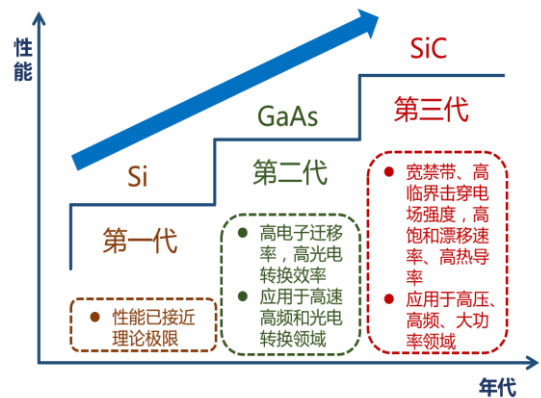 性
能
SiC
第三代
GaAs
第二代
Si
第一代
● 性能已接近
理论极限
● 高电子迁移
率，高光电
转换效率
● 应用于高速
高频和光电
转换领域
● 宽禁带、高
临界击穿电
场强度，高
饱和漂移速
率、高热导
率
● 应用于高压、
高频、大功
率领域
年代